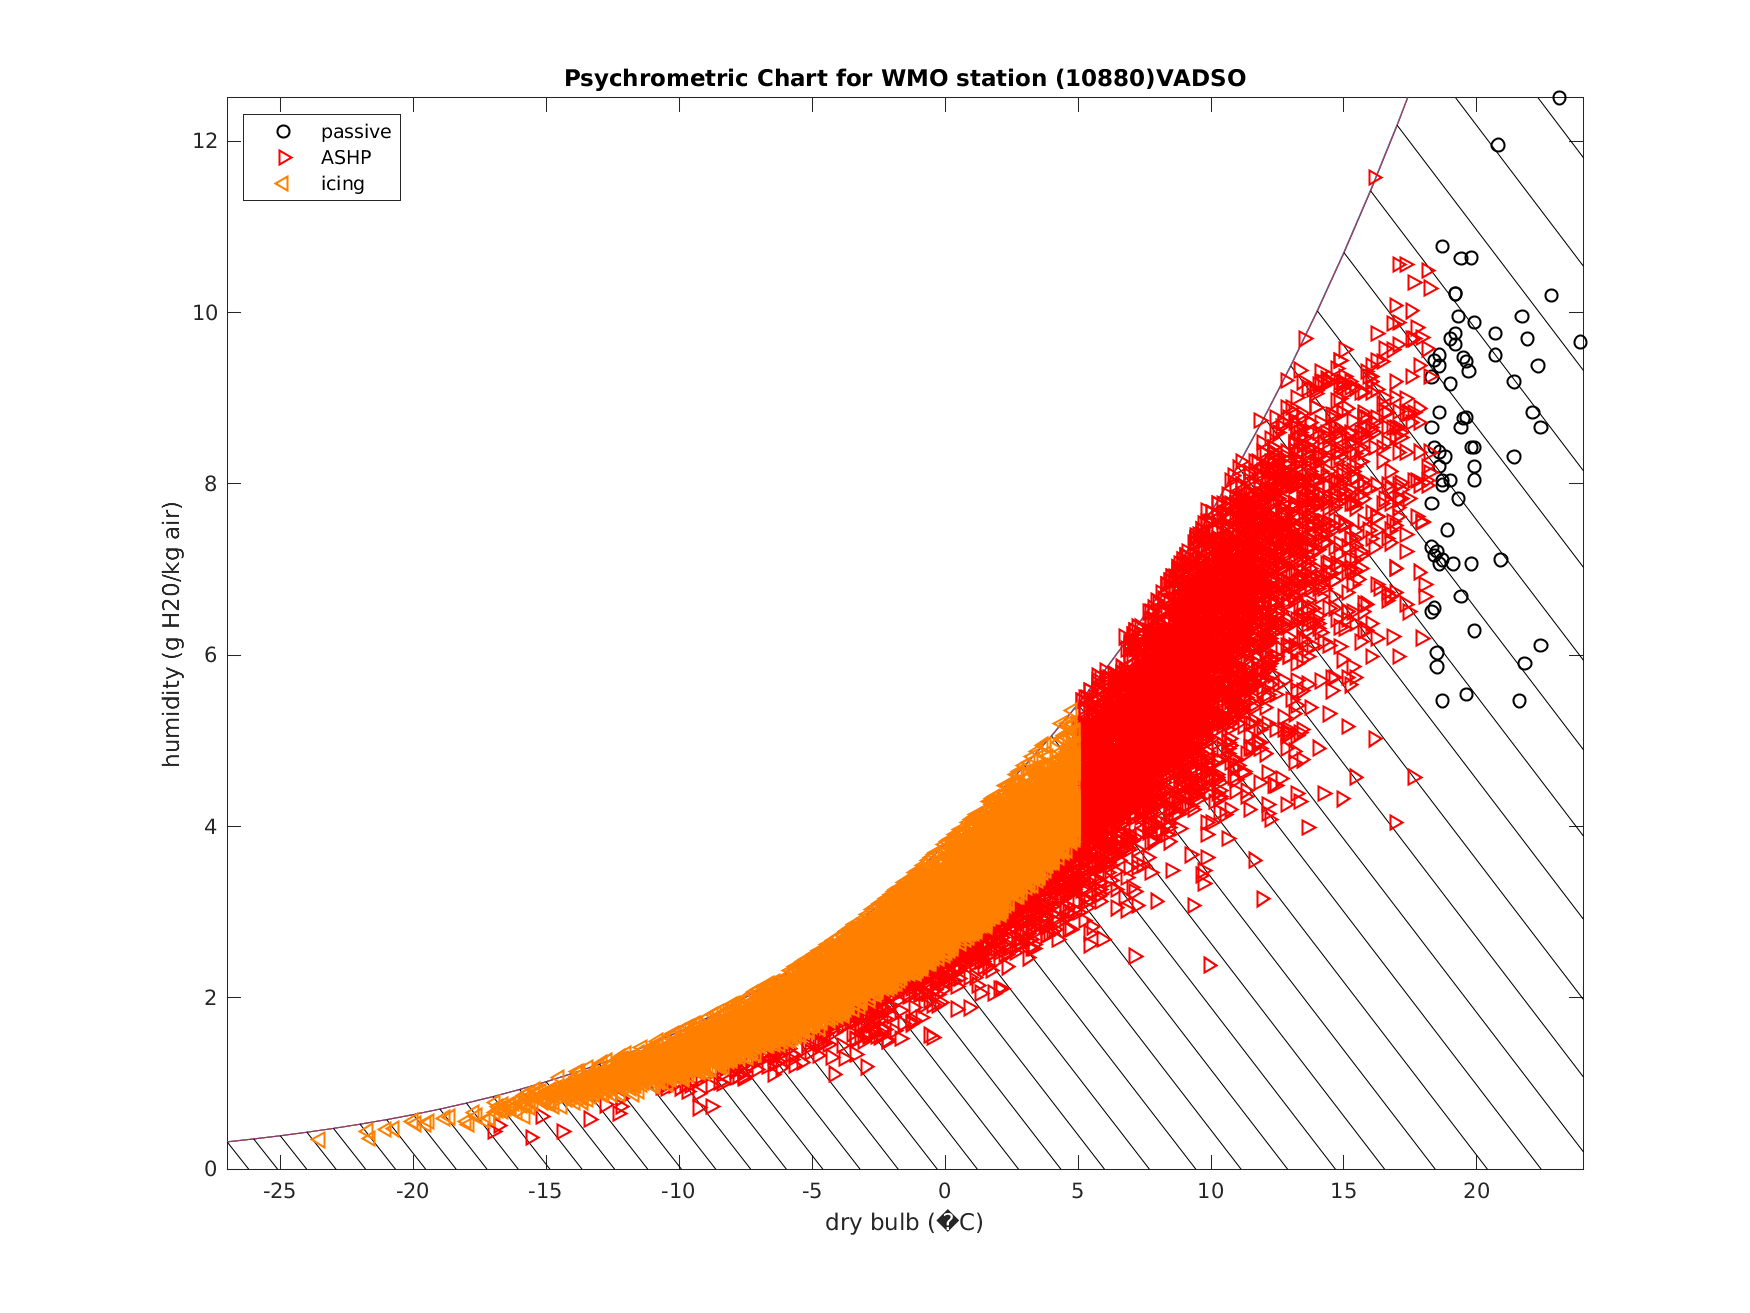 Psychrometric Chart for WMO station (10880)VADSO
passive
ASHP
icing
humidity (g H20/kg air)
12
10
8
6
4
2
0
-25 -20 -15 -10 -5 0 5 10 15 20
dry bulb (�C)